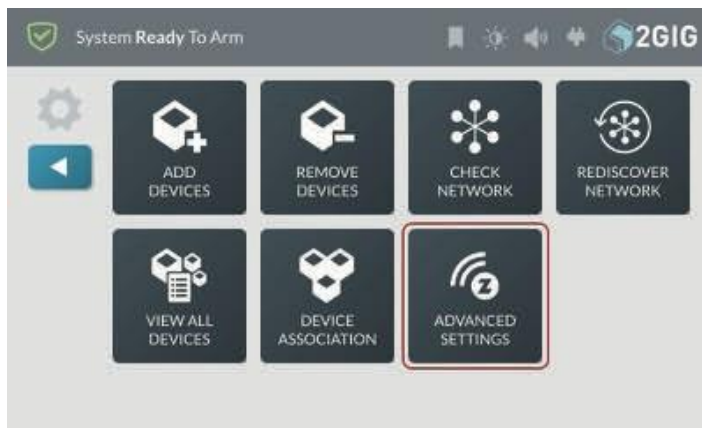 System Ready To Arm
2GIG
ADD
DEVICES
REMOVE
DEVICES
CHECK
NETWORK
REDISCOVER
NETWORK
VIEW ALL
DEVICES
DEVICE
ASSOCIATION
Z
ADVANCED
SETTINGS